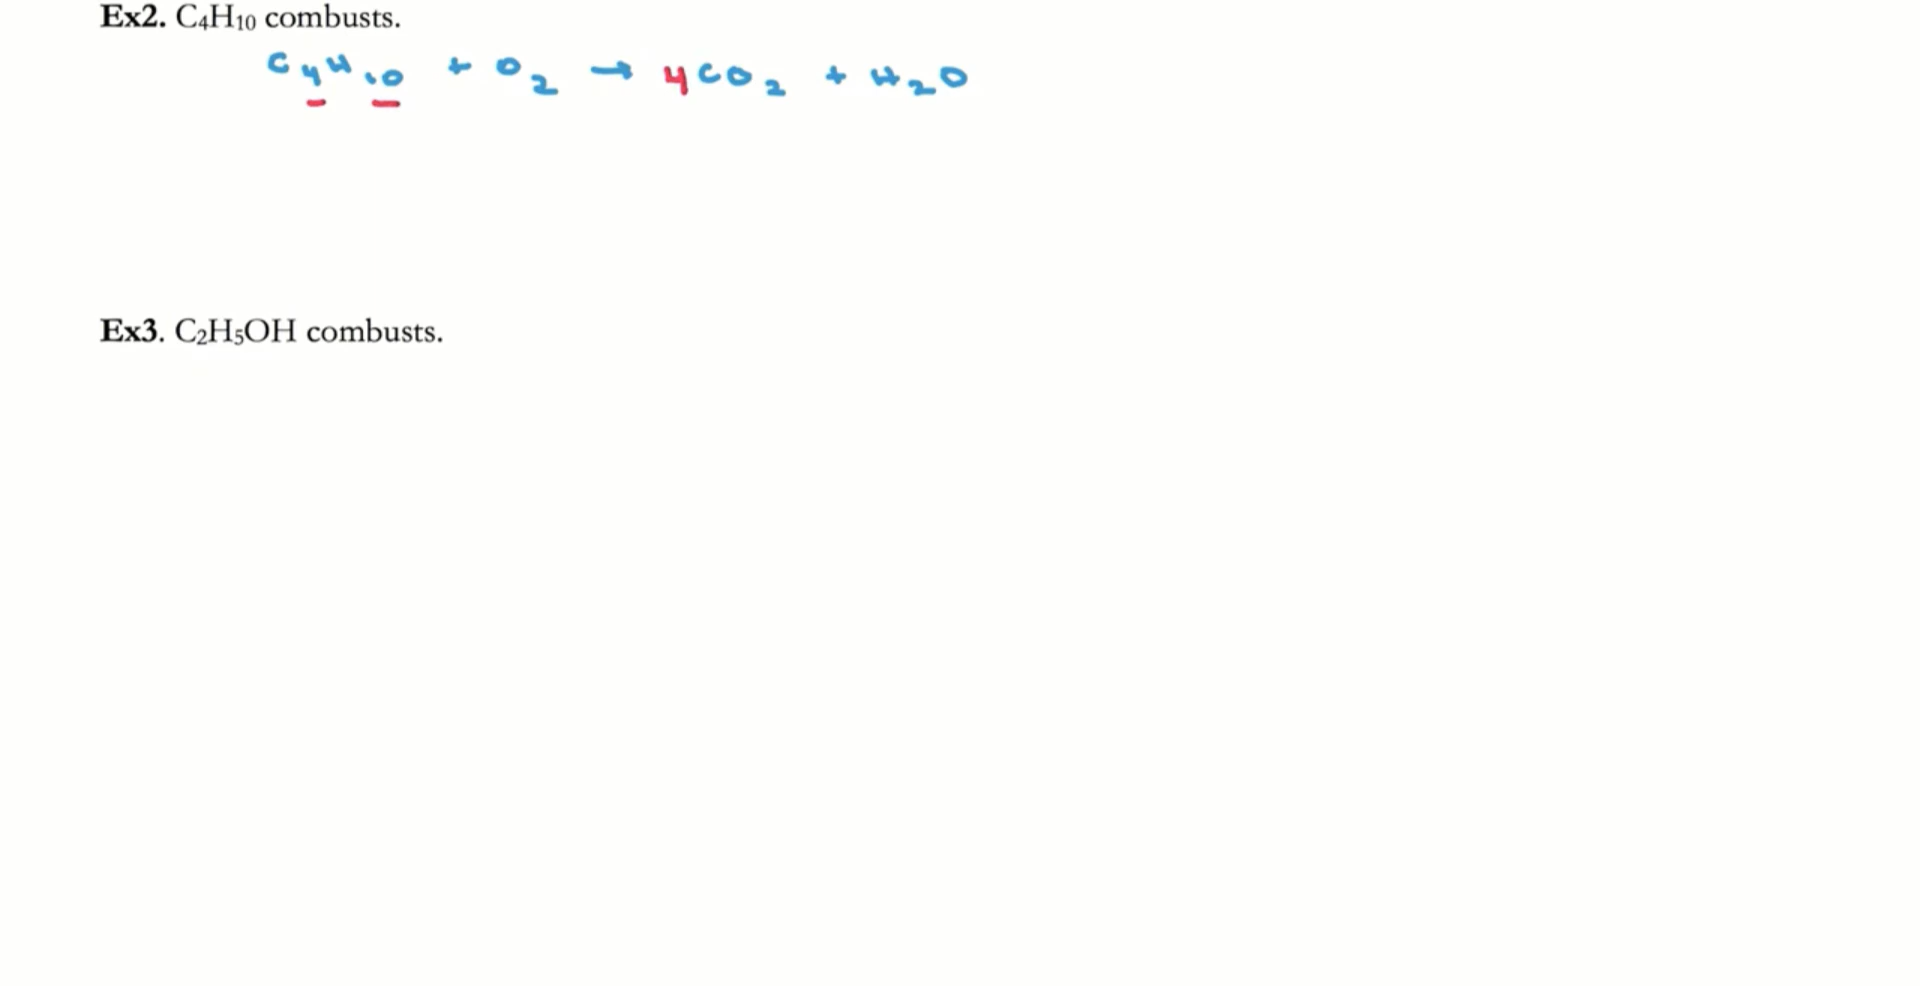 Ex2. C₄H₁₀ combusts.
C₄H₁₀ + O₂ → 4CO₂ + H₂O
Ex3. C₂H₅OH combusts.